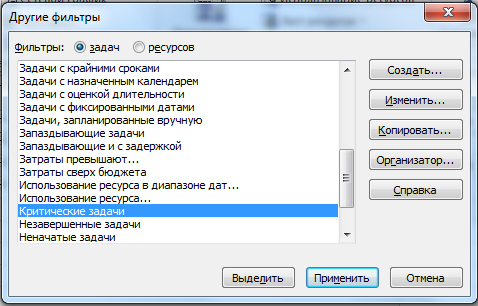 Другие фильтры
Фильтры: задач ресурсов
Задачи с крайними сроками
Задачи с назначенным календарем
Задачи с оценкой длительности
Задачи с фиксированными датами
Задачи, запланированные вручную
Запаздывающие задачи
Запаздывающие и с задержкой
Затраты превышают...
Затраты сверх бюджета
Использование ресурса в диапазоне дат...
Использование ресурса...
Критические задачи
Незавершенные задачи
Неначатые задачи
Создать...
Изменить...
Копировать...
Организатор...
Справка
Выделить Применить Отмена